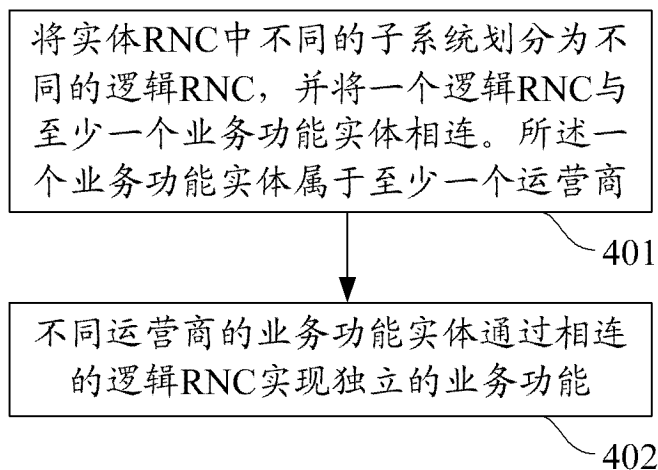 将实体RNC中不同的子系统划分为不
同的逻辑RNC，并将一个逻辑RNC与
至少一个业务功能实体相连。所述一
个业务功能实体属于至少一个运营商
401
不同运营商的业务功能实体通过相连
的逻辑RNC实现独立的业务功能
402